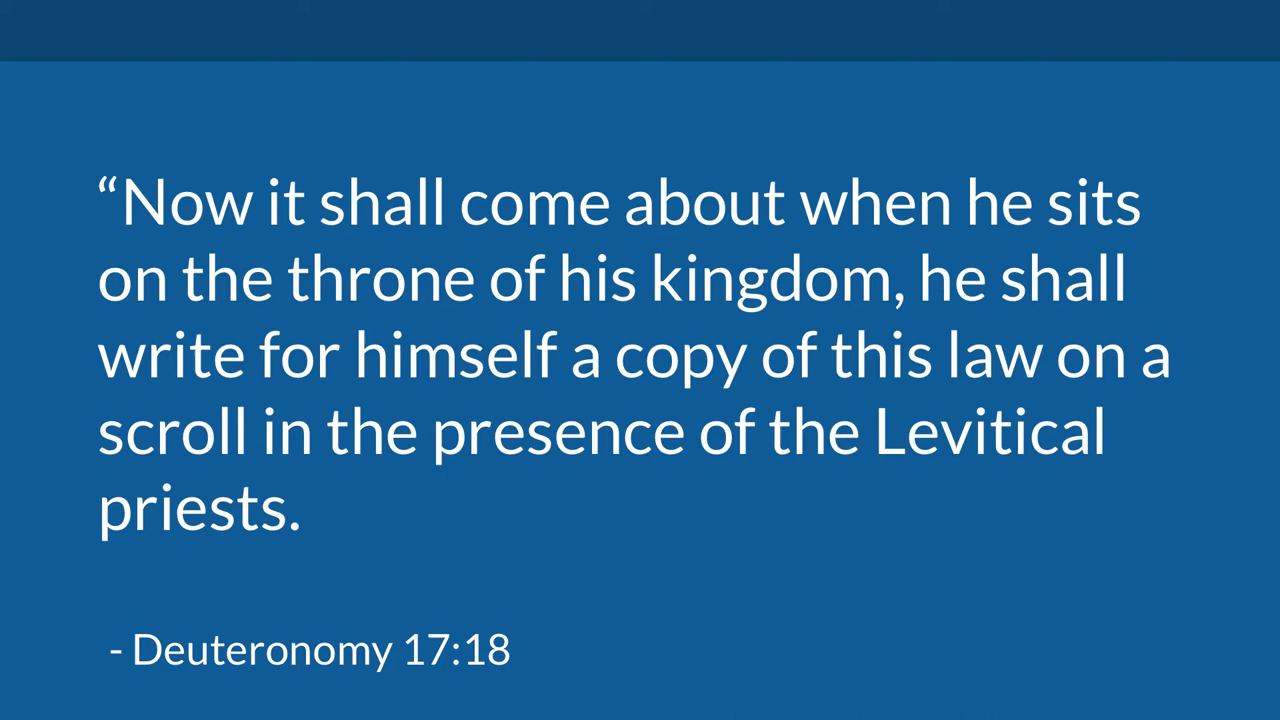 “Now it shall come about when he sits
on the throne of his kingdom, he shall
write for himself a copy of this law on a
scroll in the presence of the Levitical
priests.
- Deuteronomy 17:18